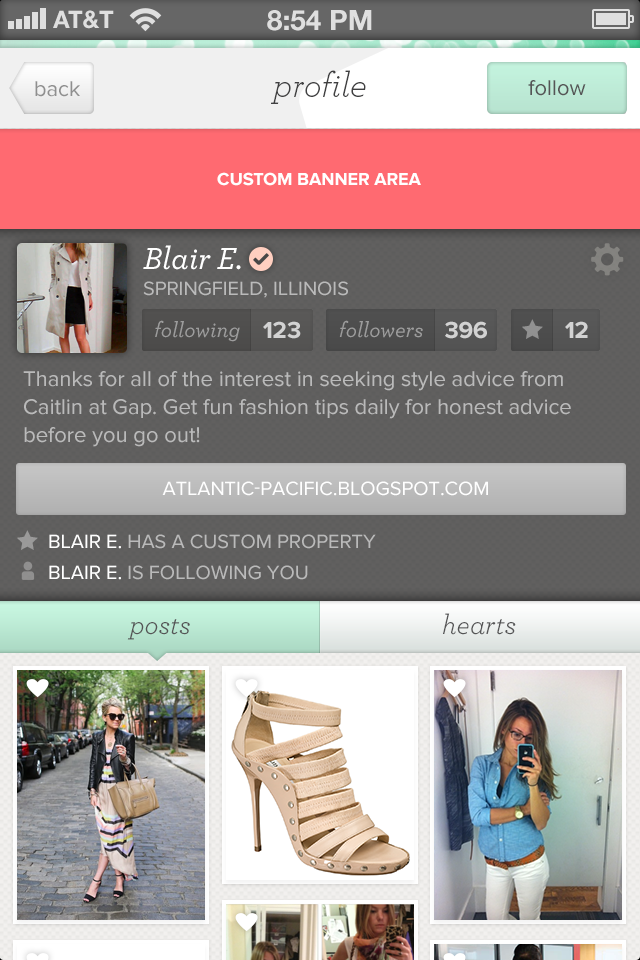 AT&T 8:54 PM
back profile follow
CUSTOM BANNER AREA
Blair E.
SPRINGFIELD, ILLINOIS
following 123 followers 396 12
Thanks for all of the interest in seeking style advice from
Caitlin at Gap. Get fun fashion tips daily for honest advice
before you go out!
ATLANTIC-PACIFIC.BLOGSPOT.COM
BLAIR E. HAS A CUSTOM PROPERTY
BLAIR E. IS FOLLOWING YOU
posts hearts